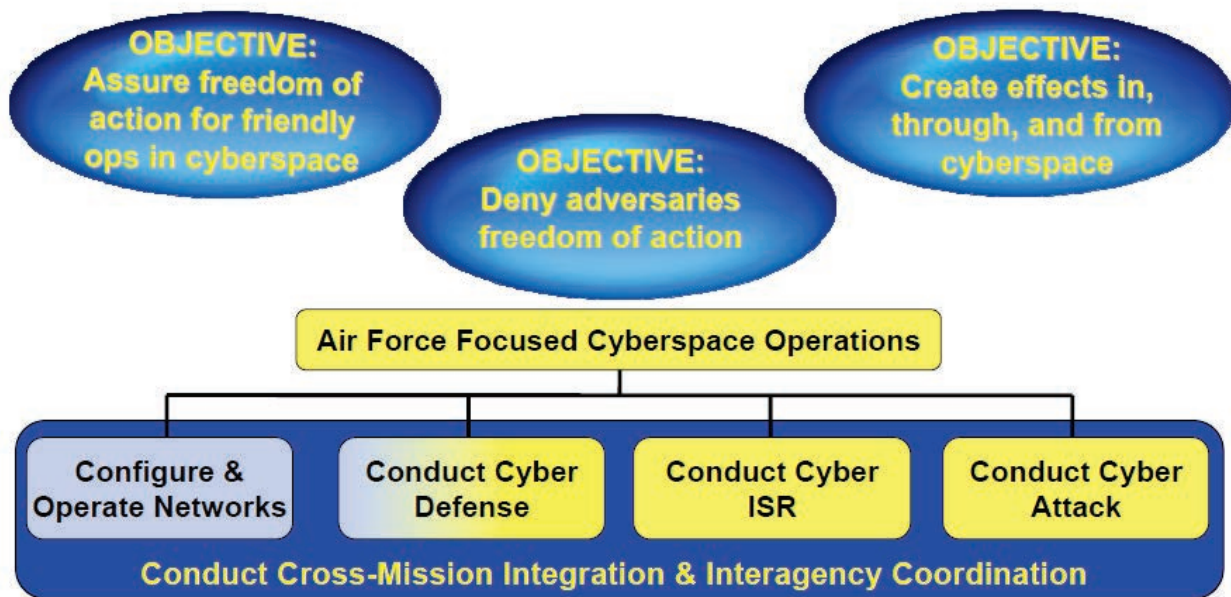 OBJECTIVE:
Assure freedom of
action for friendly
ops in cyberspace
OBJECTIVE:
Deny adversaries
freedom of action
OBJECTIVE:
Create effects in,
through, and from
cyberspace
Air Force Focused Cyberspace Operations
Configure &
Operate Networks
Conduct Cyber
Defense
Conduct Cyber
ISR
Conduct Cyber
Attack
Conduct Cross-Mission Integration & Interagency Coordination